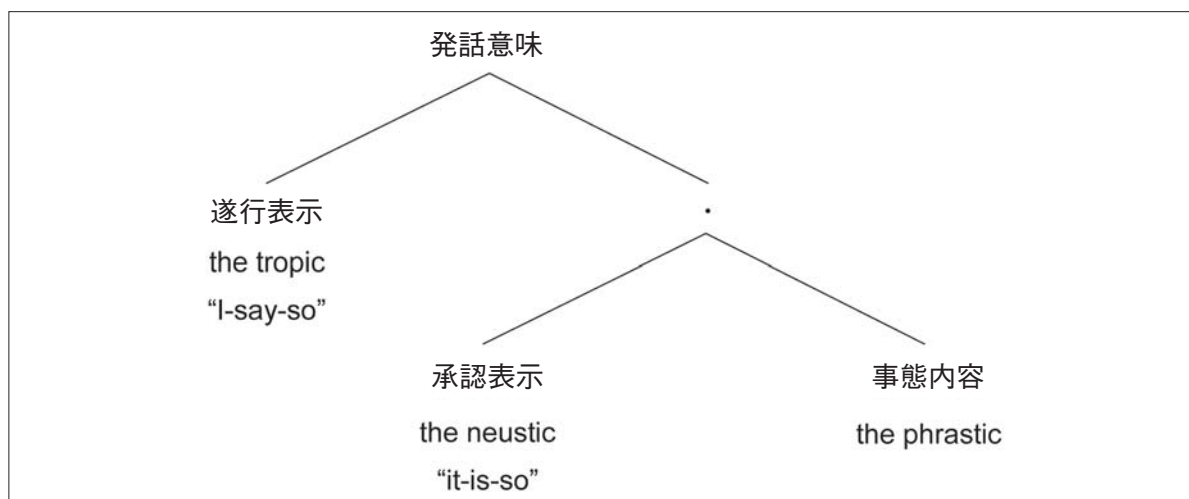 発話意味
遂行表示
the tropic
“I-say-so”
承認表示
the neustic
“it-is-so”
事態内容
the phrastic